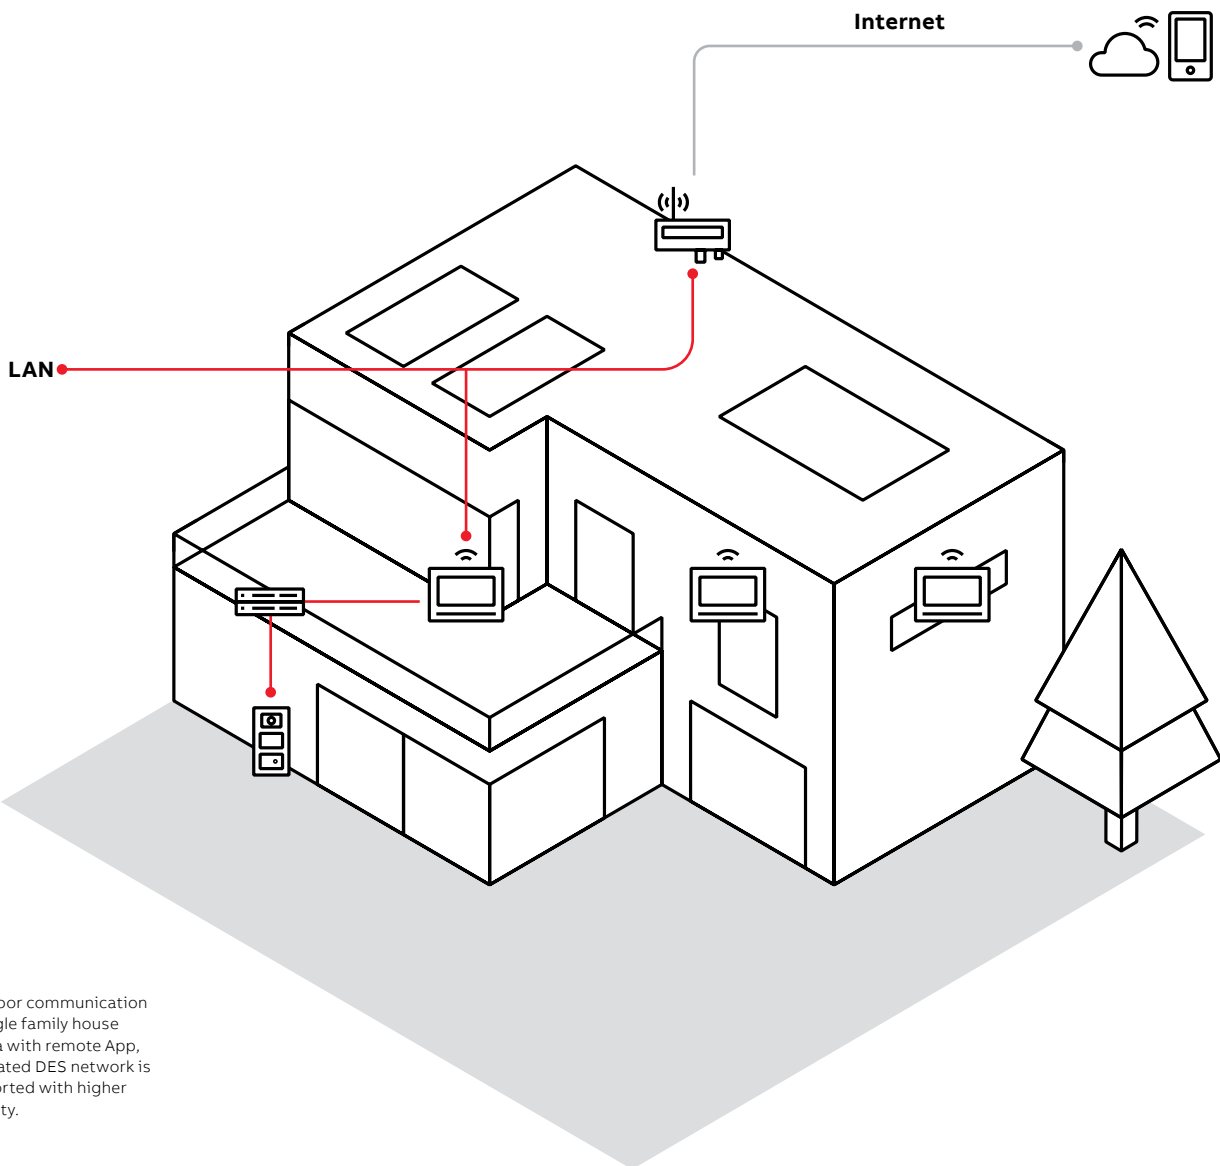 Internet
LAN
oor communication
gle family house
with remote App,
ated DES network is
orted with higher
ty.